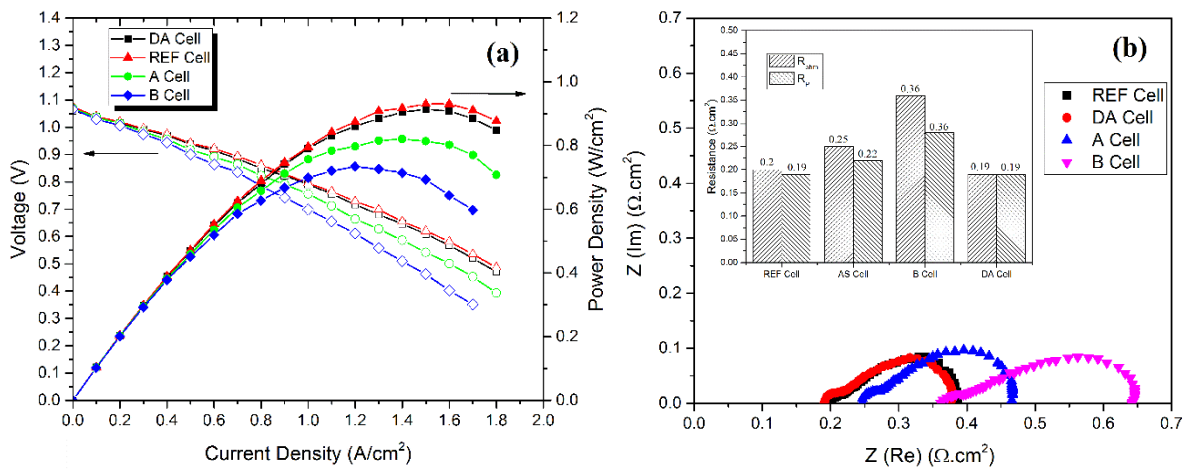 (a)
DA Cell
REF Cell
A Cell
B Cell
Voltage (V)
1.4
1.3
1.2
1.1
1.0
0.9
0.8
0.7
0.6
0.5
0.4
0.3
0.2
0.1
0.0
0.0 0.2 0.4 0.6 0.8 1.0 1.2 1.4 1.6 1.8 2.0
Current Density (A/cm²)
1.2
1.0
0.8
0.6
0.4
0.2
0.0
Power Density (W/cm²)
(b)
REF Cell
DA Cell
A Cell
B Cell
Z (Im) (Ω.cm²)
0.7
0.6
0.5
0.4
0.3
0.2
0.1
0.0
0.1 0.2 0.3 0.4 0.5 0.6 0.7
Z (Re) (Ω.cm²)
Resistance (Ω.cm²)
0.50
0.45
0.40
0.35
0.30
0.25
0.20
0.15
0.10
0.05
0.00
R
Rp
0.2 0.19
0.25 0.22
0.36 0.36
0.19 0.19
REF Cell AS Cell B Cell DA Cell